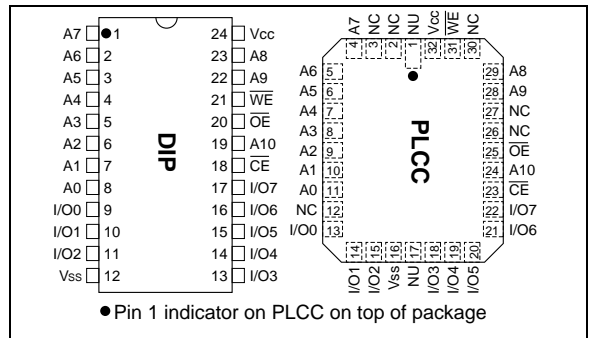 A7 1 24 Vcc
A6 2 23 A8
A5 3 22 A9
A4 4 21 WE
A3 5 20 OE
A2 6 19 A10
A1 7 18 CE
A0 8 17 I/O7
I/O0 9 16 I/O6
I/O1 10 15 I/O5
I/O2 11 14 I/O4
Vss 12 13 I/O3
DIP
A7 NC NC NU Vcc WE NC
4 3 2 1 32 31 30
A6 5 29 A8
A5 6 28 A9
A4 7 27 NC
A3 8 26 NC
A2 9 25 OE
A1 10 24 A10
A0 11 23 CE
NC 12 22 I/O7
I/O0 13 21 I/O6
PLCC
14 15 16 17 18 19 20
I/O1 I/O2 Vss NU I/O3 I/O4 I/O5
●Pin 1 indicator on PLCC on top of package